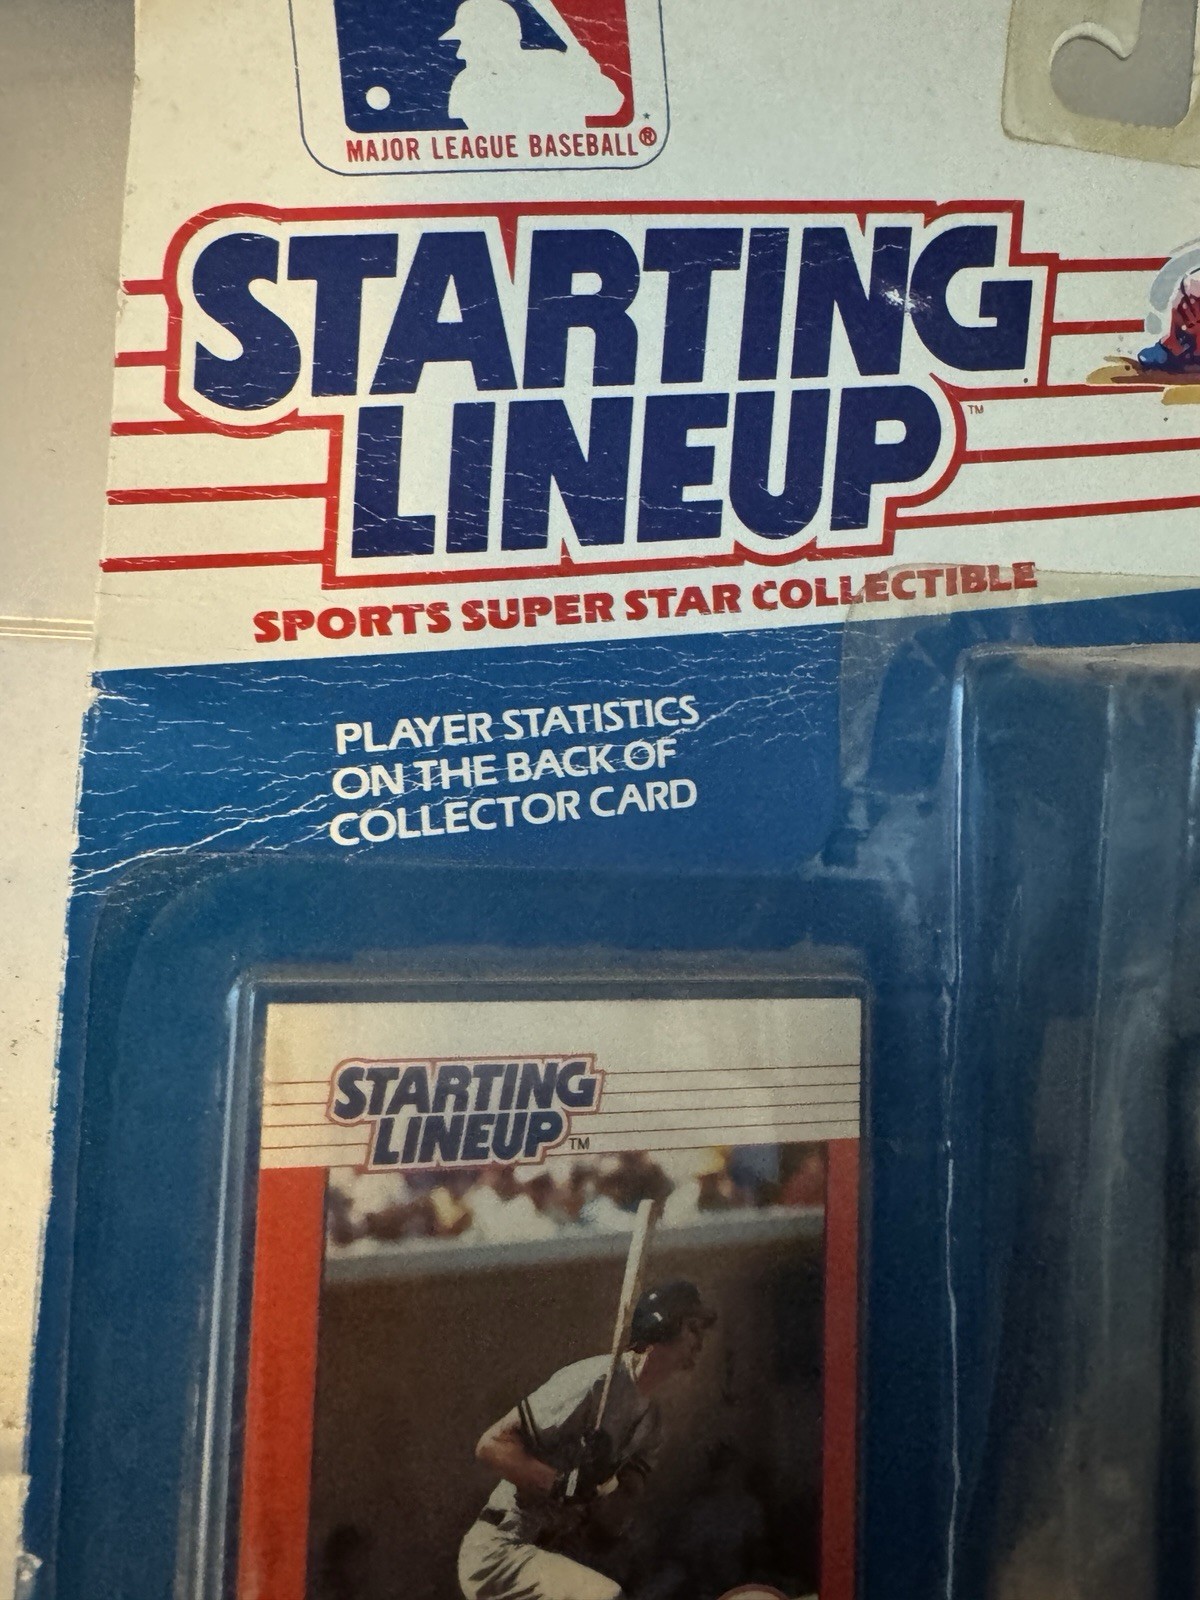 MAJOR LEAGUE BASEBALL®
STARTING
LINEUP™
SPORTS SUPER STAR COLLECTIBLE
PLAYER STATISTICS
ON THE BACK OF
COLLECTOR CARD
STARTING
LINEUP™